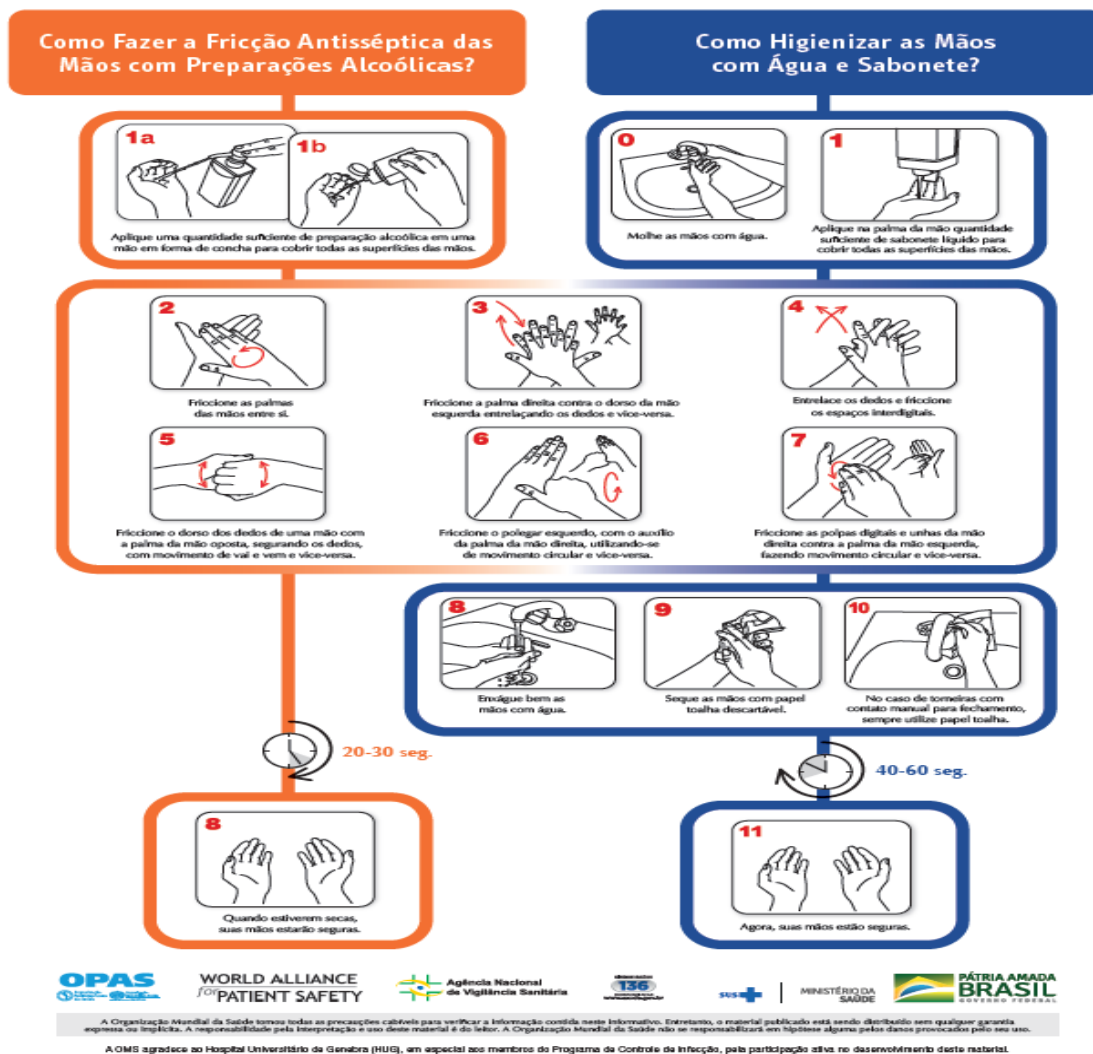 Como Fazer a Fricção Antisséptica das
Mãos com Preparações Alcoólicas?
Como Higienizar as Mãos
com Água e Sabonete?
1a
1b
Aplique uma quantidade suficiente de preparação alcoólica em uma
mão em forma de concha para cobrir todas as superfícies das mãos.
0
Molhe as mãos com água.
1
Aplique na palma da mão quantidade
suficiente de sabonete líquido para
cobrir todas as superfícies das mãos.
2
Friccione as palmas
das mãos entre si.
3
Friccione a palma direita contra o dorso da mão
esquerda entrelaçando os dedos e vice-versa.
4
Entrelace os dedos e friccione
os espaços interdigitais.
5
Friccione o dorso dos dedos de uma mão com
a palma da mão oposta, segurando os dedos,
com movimento de vai e vem e vice-versa.
6
Friccione o polegar esquerdo, com o auxílio
da palma da mão direita, utilizando-se
de movimento circular e vice-versa.
7
Friccione as polpas digitais e unhas da mão
direita contra a palma da mão esquerda,
fazendo movimento circular e vice-versa.
8
Enxágue bem as
mãos com água.
9
Seque as mãos com papel
toalha descartável.
10
No caso de torneiras com
contato manual para fechamento,
sempre utilize papel toalha.
20-30 seg.
40-60 seg.
8
Quando estiverem secas,
suas mãos estarão seguras.
11
Agora, suas mãos estão seguras.
OPAS
WORLD ALLIANCE
for PATIENT SAFETY
Agência Nacional
de Vigilância Sanitária
136
SUS
MINISTÉRIO DA
SAÚDE
PÁTRIA AMADA
BRASIL
GOVERNO FEDERAL
A Organização Mundial da Saúde tomou todas as precauções cabíveis para verificar a informação contida neste informativo. Entretanto, o material publicado está sendo distribuído sem qualquer garantia
expressa ou implícita. A responsabilidade pela interpretação e uso deste material é do leitor. A Organização Mundial da Saúde não se responsabilizará em hipótese alguma pelos danos provocados pelo seu uso.
A OMS agradece ao Hospital Universitário de Genebra (HUG), em especial aos membros do Programa de Controle de Infecção, pela participação ativa no desenvolvimento deste material.